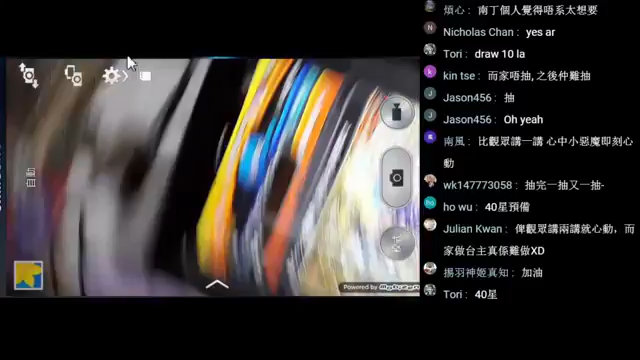 煩心： 南丁個人覺得唔系太想要
Nicholas Chan： yes ar
Tori： draw 10 la
kin tse： 而家唔抽,之後仲難抽
Jason456： 抽
Jason456： Oh yeah
南風： 比觀眾講一講 心中小惡魔即刻心
動
wk147773058： 抽完一抽又一抽-
ho wu： 40星預備
Julian Kwan： 俾觀眾講兩講就心動，而
家做台主真係難做XD
揚羽神姬真知： 加油
Tori： 40星
自動
Powered by